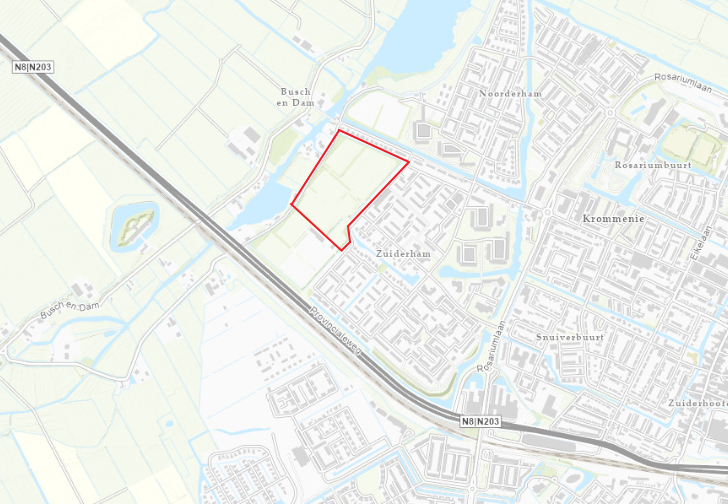 N8|N203
Busch
en Dam
Noorderham
Rosariumlaan
Rosariumbuurt
Krommenie
Eikelaan
Zuiderham
Busch en Dam
Provincialeweg
Rosariumlaan
Snuiverbuurt
Zuiderhoofd
N8|N203